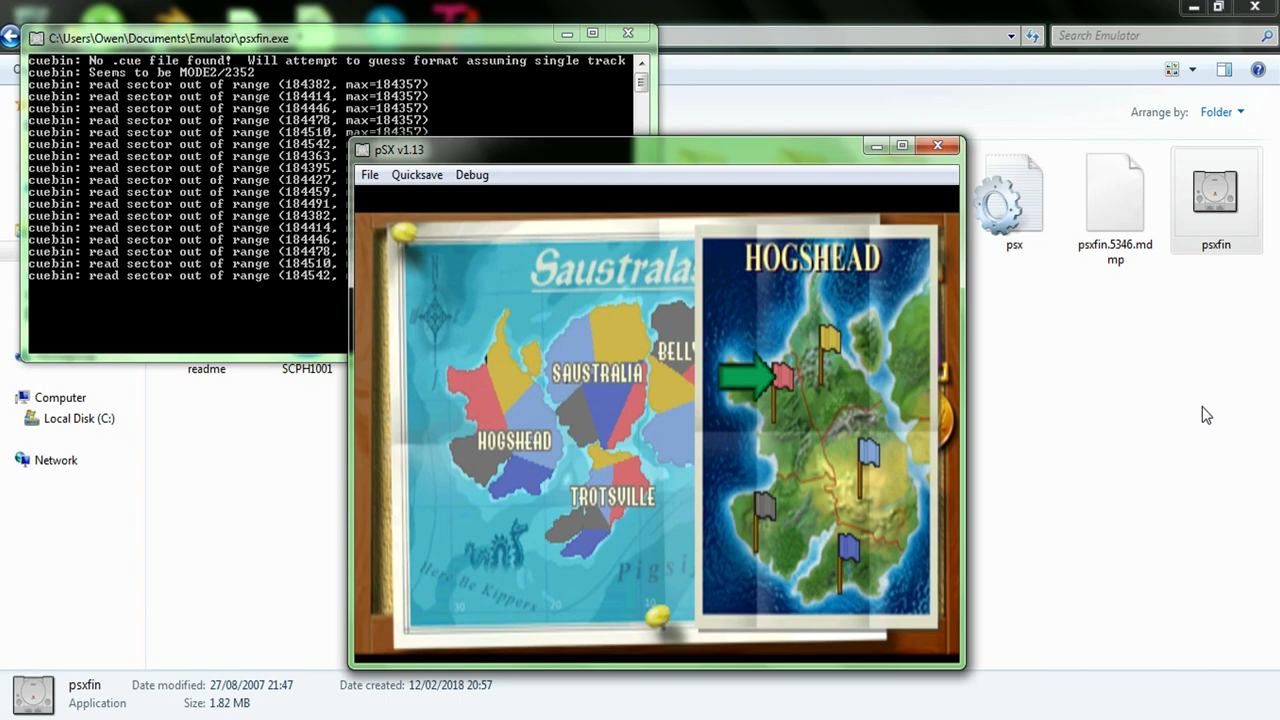 C:\Users\Owen\Documents\Emulator\psxfin.exe
Search Emulator
cuebin: No .cue file found!  Will attempt to guess format assuming single track
cuebin: Seems to be MODE2/2352
cuebin: read sector out of range (184382, max=184357)
cuebin: read sector out of range (184414, max=184357)
cuebin: read sector out of range (184446, max=184357)
cuebin: read sector out of range (184478, max=184357)
cuebin: read sector out of range (184510, max=184357)
cuebin: read sector out of range (184542,
cuebin: read sector out of range (184363,
cuebin: read sector out of range (184395,
cuebin: read sector out of range (184427,
cuebin: read sector out of range (184459,
cuebin: read sector out of range (184491,
cuebin: read sector out of range (184382,
cuebin: read sector out of range (184414,
cuebin: read sector out of range (184446,
cuebin: read sector out of range (184478,
cuebin: read sector out of range (184510,
cuebin: read sector out of range (184542,
Arrange by: Folder
pSX v1.13
File Quicksave Debug
Saustralas
HOGSHEAD
BELLY
SAUSTRALIA
HOGSHEAD
TROTSVILLE
Here Be Kippers
Pigsi
30 20 10
psx
psxfin.5346.md
mp
psxfin
readme
SCPH1001
Computer
Local Disk (C:)
Network
psxfin
Date modified: 27/08/2007 21:47
Date created: 12/02/2018 20:57
Application
Size: 1.82 MB